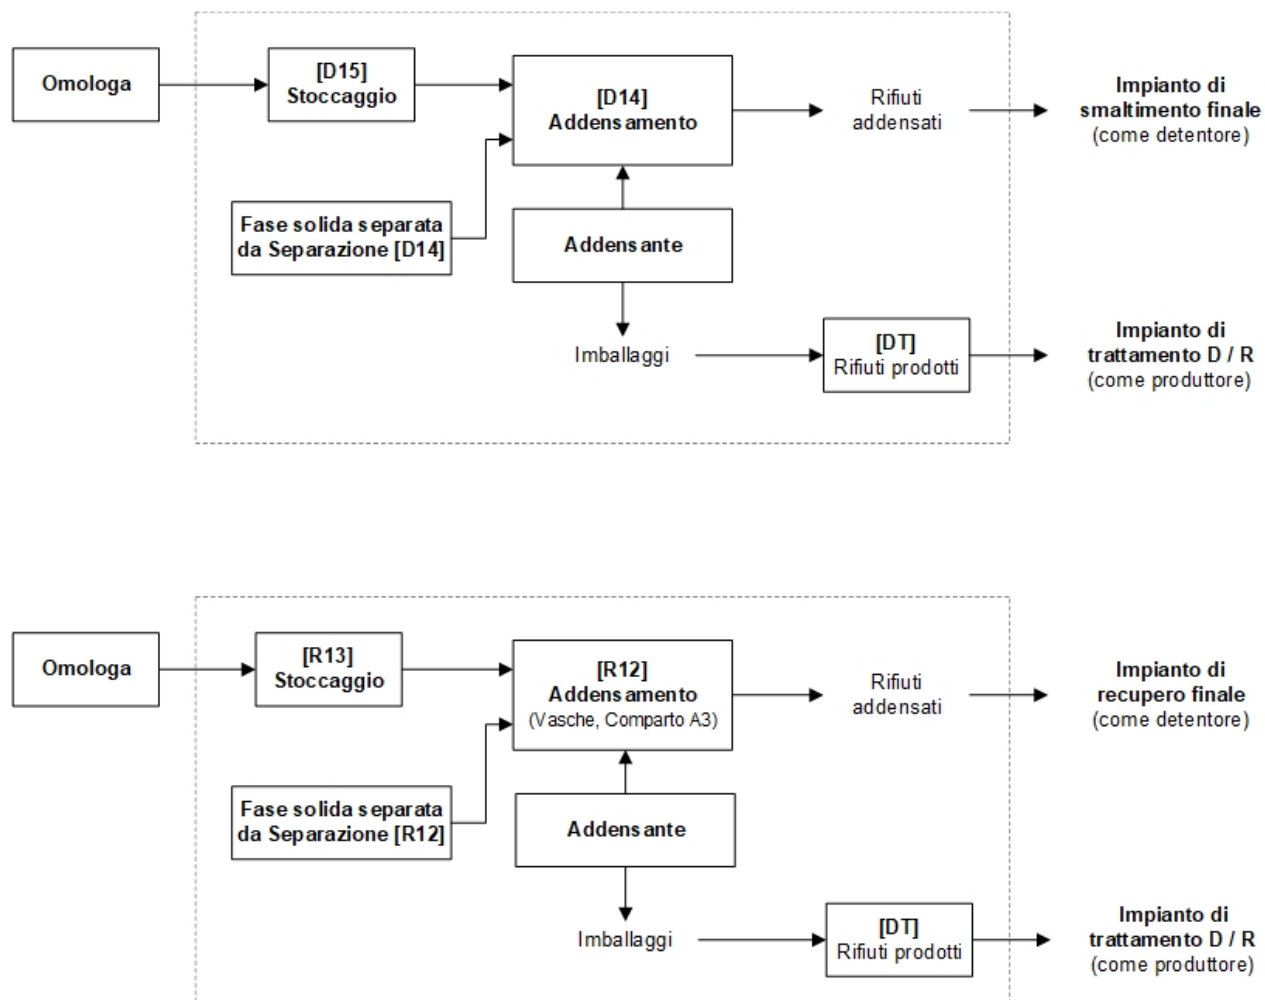 Omologa
[D15]
Stoccaggio
[D14]
Addensamento
Rifiuti
addensati
Impianto di
smaltimento finale
(come detentore)
Fase solida separata
da Separazione [D14]
Addensante
Imballaggi
[DT]
Rifiuti prodotti
Impianto di
trattamento D / R
(come produttore)
Omologa
[R13]
Stoccaggio
[R12]
Addensamento
(Vasche, Comparto A3)
Rifiuti
addensati
Impianto di
recupero finale
(come detentore)
Fase solida separata
da Separazione [R12]
Addensante
Imballaggi
[DT]
Rifiuti prodotti
Impianto di
trattamento D / R
(come produttore)